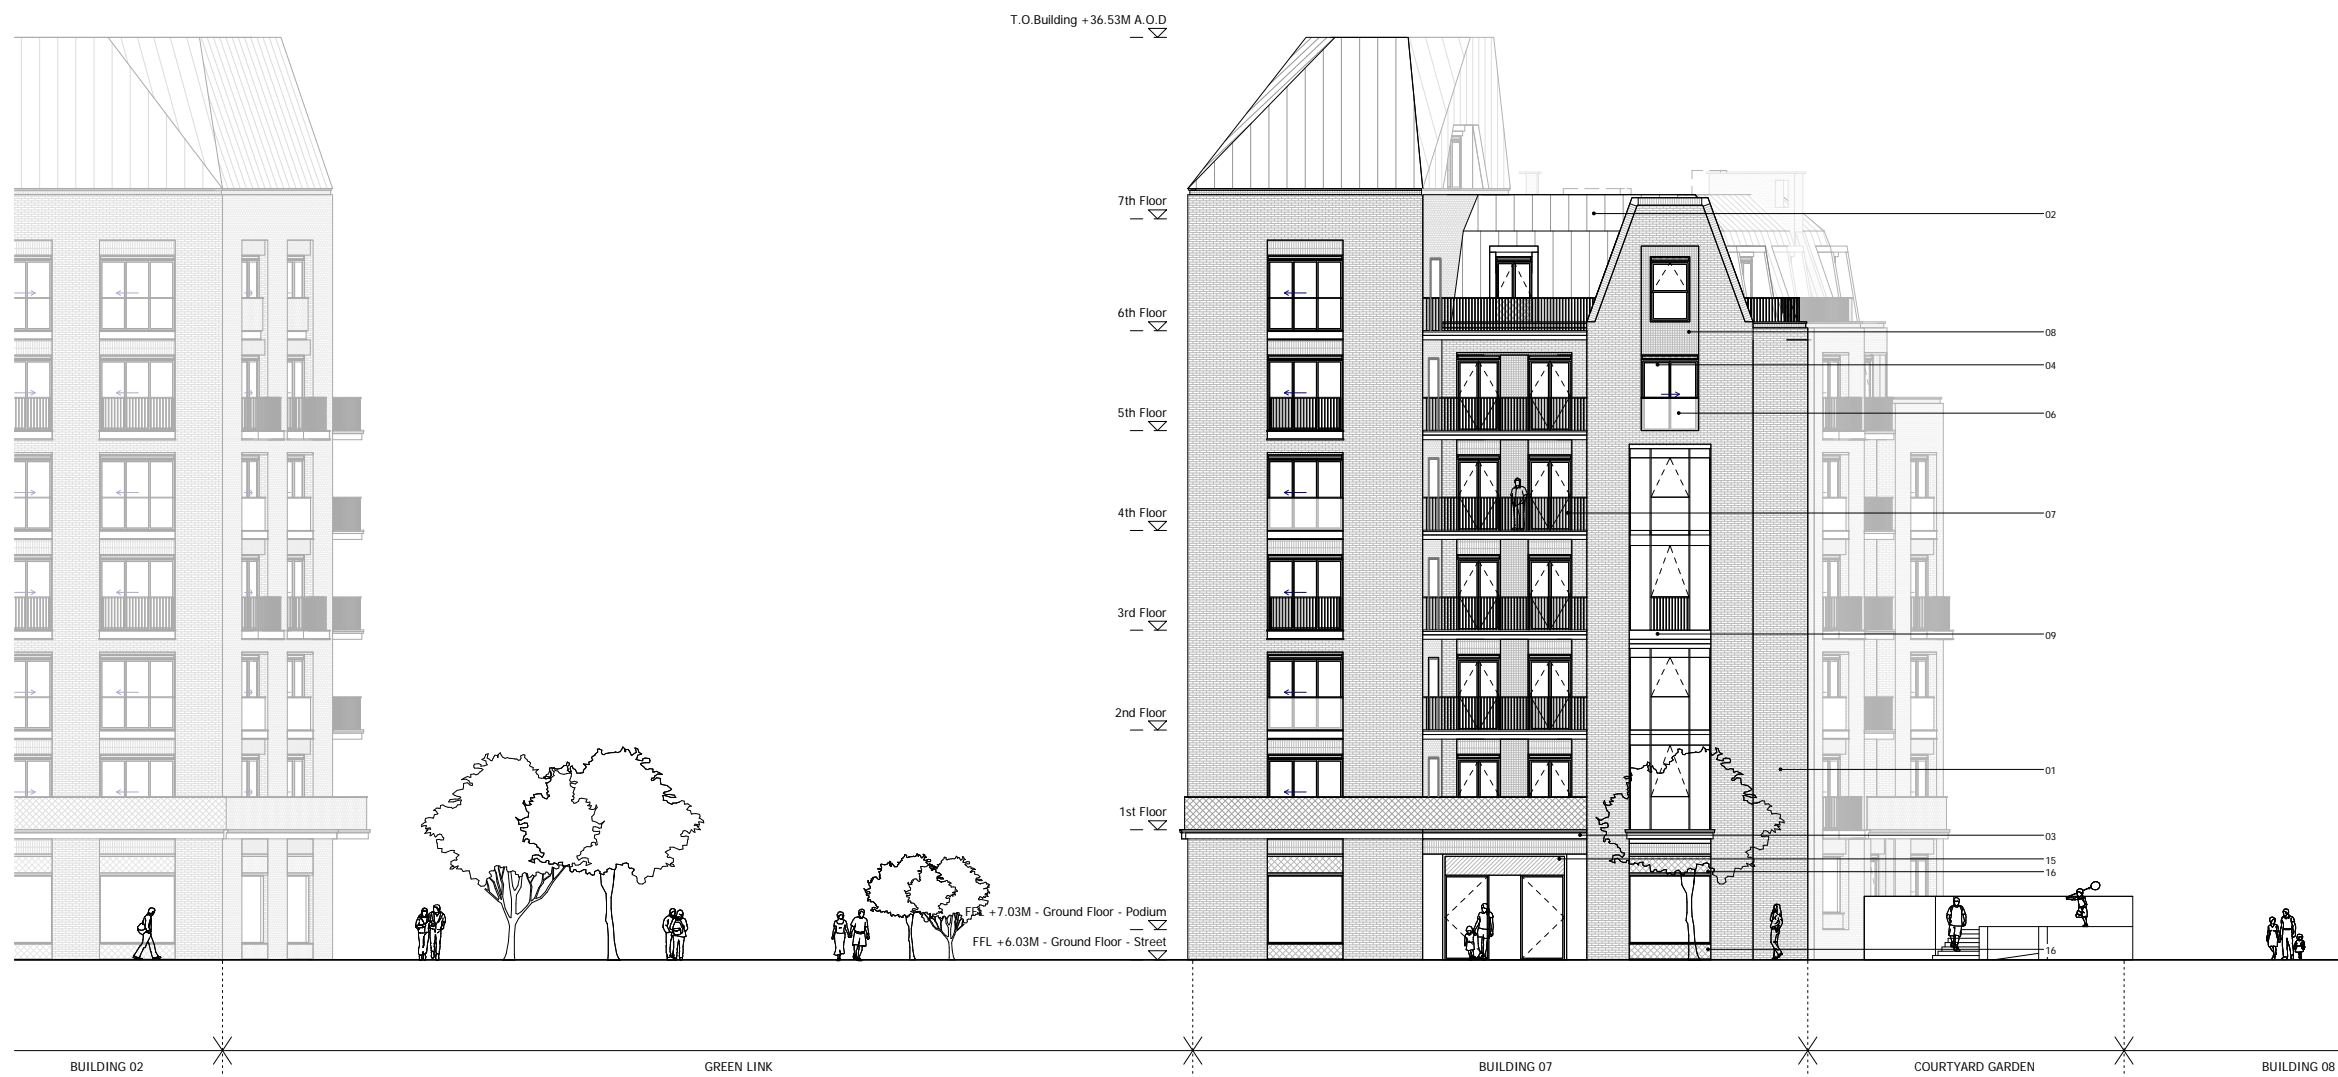 T.O.Building +36.53M A.O.D
7th Floor
02
6th Floor
08
04
5th Floor
06
4th Floor
07
3rd Floor
09
2nd Floor
01
1st Floor
03
15
16
FFL +7.03M - Ground Floor - Podium
FFL +6.03M - Ground Floor - Street
16
BUILDING 02
GREEN LINK
BUILDING 07
COURTYARD GARDEN
BUILDING 08